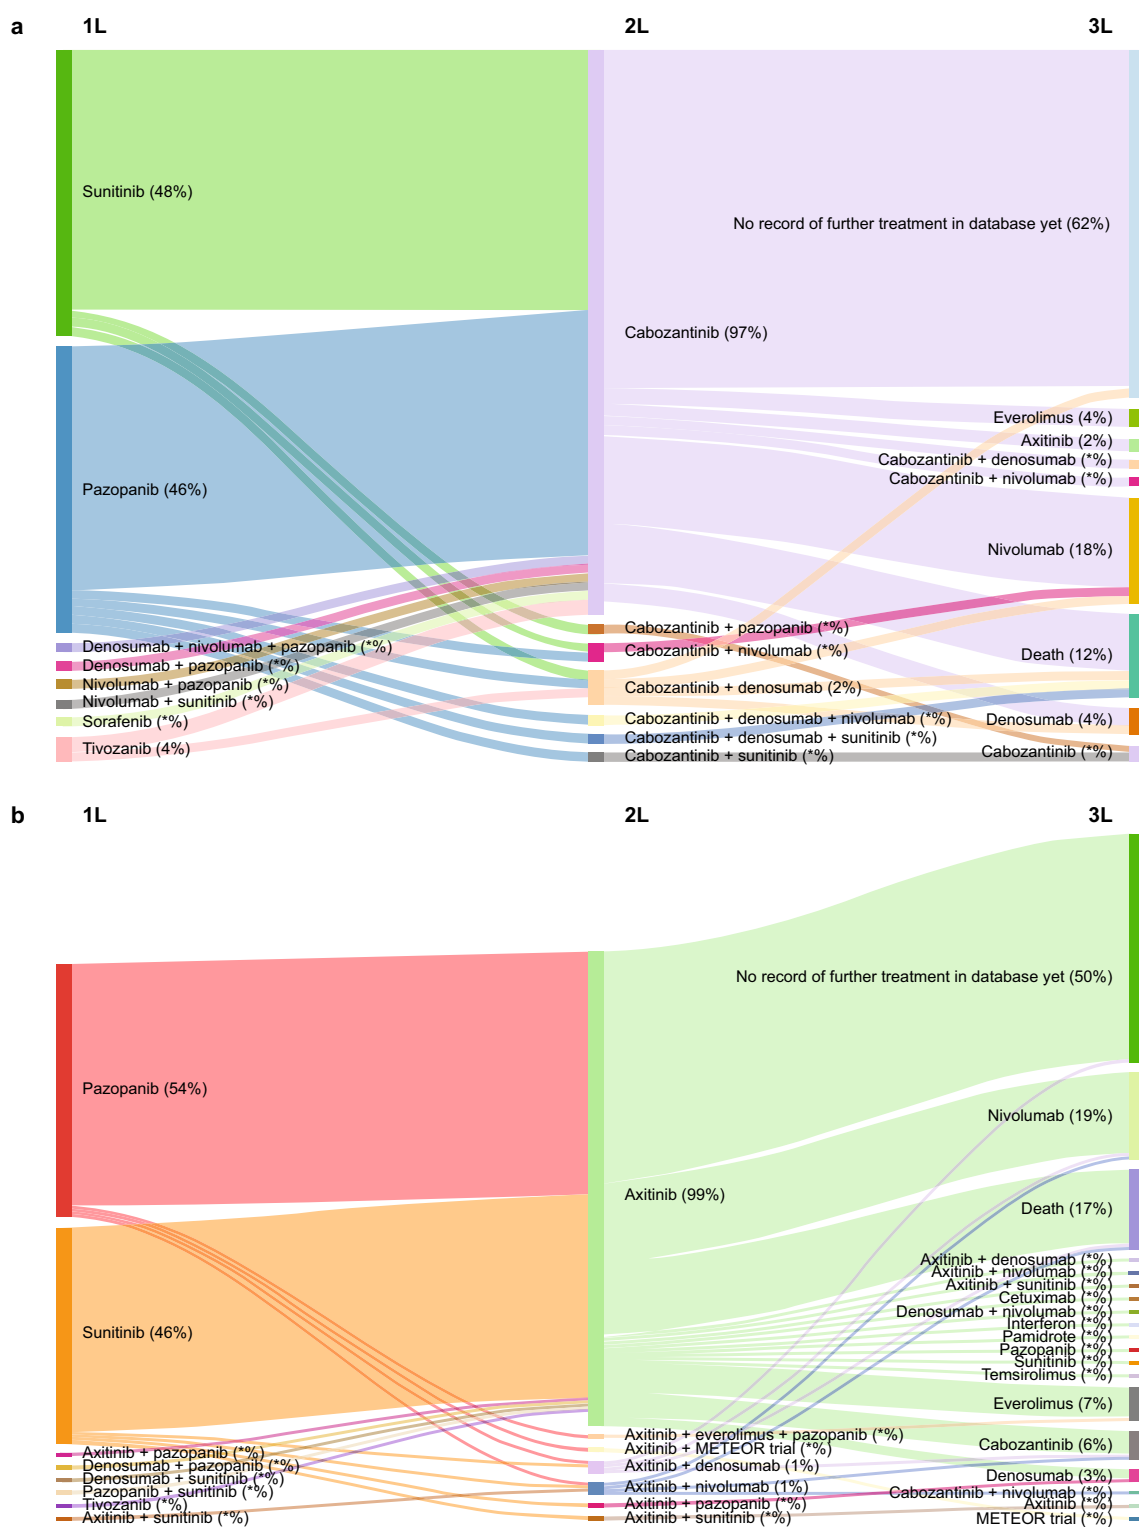 a 1L 2L 3L
Sunitinib (48%)
No record of further treatment in database yet (62%)
Cabozantinib (97%)
Everolimus (4%)
Axitinib (2%)
Cabozantinib + denosumab (*%)
Cabozantinib + nivolumab (*%)
Pazopanib (46%)
Nivolumab (18%)
Cabozantinib + pazopanib (*%)
Denosumab + nivolumab + pazopanib (*%)
Cabozantinib + nivolumab (*%)
Death (12%)
Denosumab + pazopanib (*%)
Nivolumab + pazopanib (*%)
Cabozantinib + denosumab (2%)
Nivolumab + sunitinib (*%)
Sorafenib (*%)
Cabozantinib + denosumab + nivolumab (*%)
Denosumab (4%)
Cabozantinib + denosumab + sunitinib (*%)
Tivozanib (4%)
Cabozantinib (*%)
Cabozantinib + sunitinib (*%)
b 1L 2L 3L
No record of further treatment in database yet (50%)
Pazopanib (54%)
Nivolumab (19%)
Axitinib (99%)
Death (17%)
Axitinib + denosumab (*%)
Axitinib + nivolumab (*%)
Axitinib + sunitinib (*%)
Cetuximab (*%)
Denosumab + nivolumab (*%)
Interferon (*%)
Sunitinib (46%)
Pamidrote (*%)
Pazopanib (*%)
Sunitinib (*%)
Temsirolimus (*%)
Everolimus (7%)
Axitinib + everolimus + pazopanib (*%)
Cabozantinib (6%)
Axitinib + METEOR trial (*%)
Axitinib + pazopanib (*%)
Denosumab + pazopanib (*%)
Axitinib + denosumab (1%)
Denosumab (3%)
Denosumab + sunitinib (*%)
Axitinib + nivolumab (1%)
Pazopanib + sunitinib (*%)
Cabozantinib + nivolumab (*%)
Tivozanib (*%)
Axitinib + pazopanib (*%)
Axitinib (*%)
Axitinib + sunitinib (*%)
Axitinib + sunitinib (*%)
METEOR trial (*%)